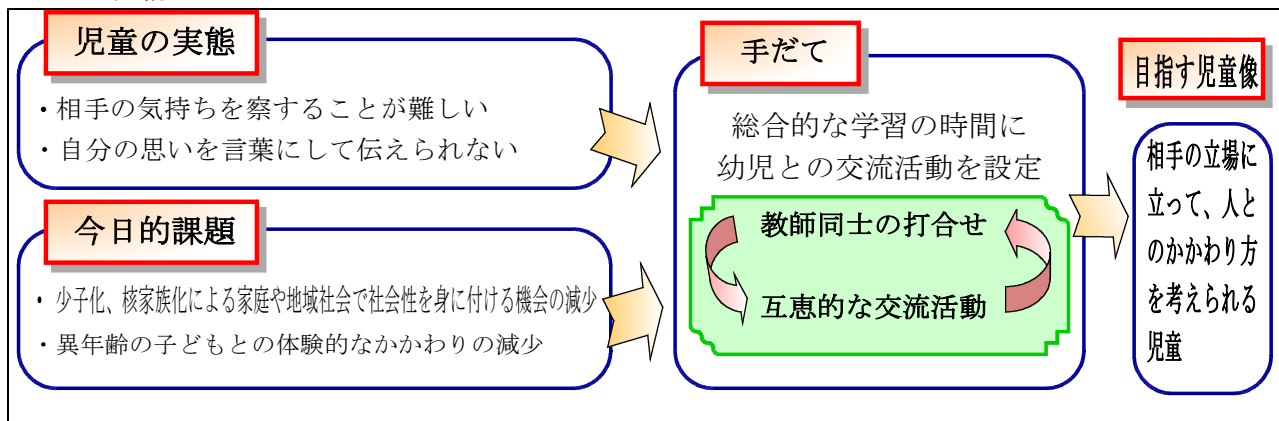 児童の実態
・相手の気持ちを察することが難しい
・自分の思いを言葉にして伝えられない
今日的課題
・少子化、核家族化による家庭や地域社会で社会性を身に付ける機会の減少
・異年齢の子どもとの体験的なかかわりの減少
手だて
総合的な学習の時間に
幼児との交流活動を設定
教師同士の打合せ
互恵的な交流活動
目指す児童像
相手の立場に
立って、人と
のかかわり方
を考えられる
児童